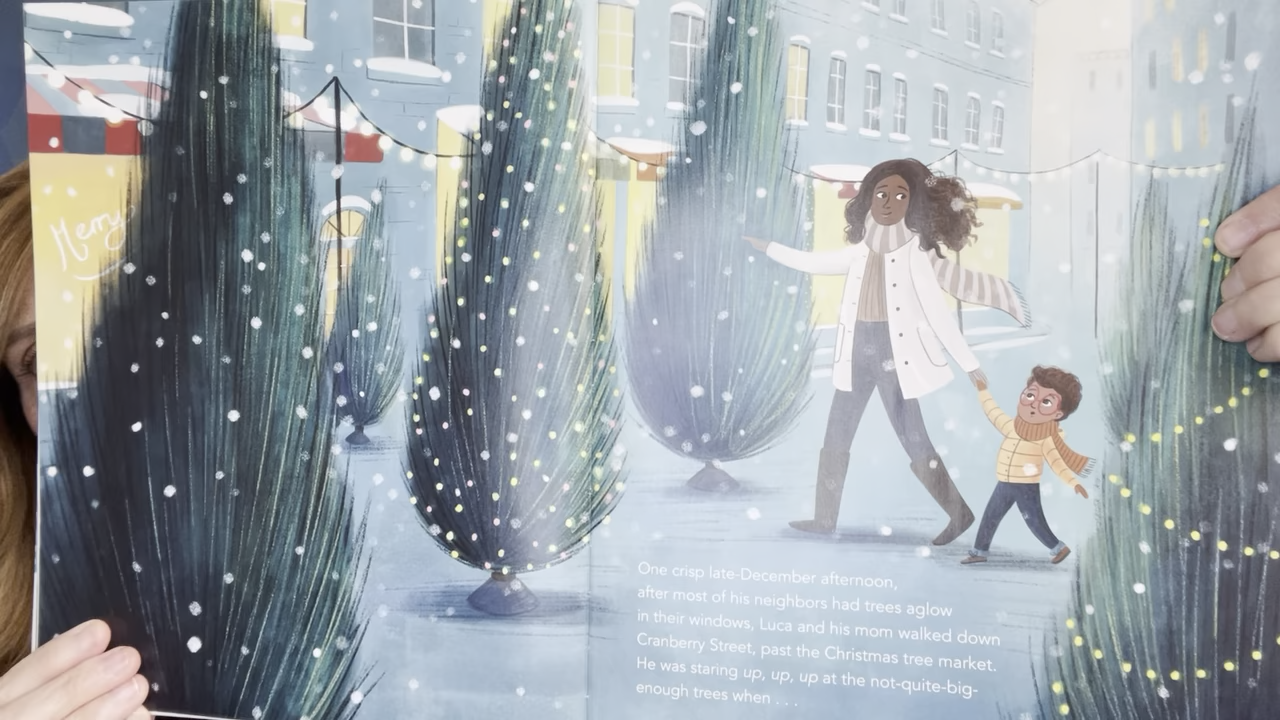 Merry
One crisp late-December afternoon,
after most of his neighbors had trees aglow
in their windows, Luca and his mom walked down
Cranberry Street, past the Christmas tree market.
He was staring up, up, up at the not-quite-big-
enough trees when . . .